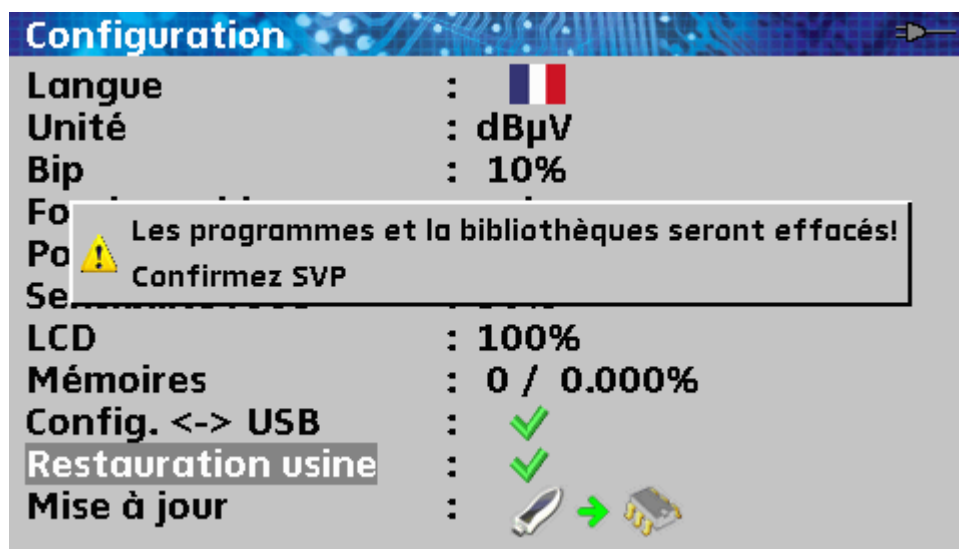 Configuration
Langue :
Unité : dBµV
Bip : 10%
Les programmes et la bibliothèques seront effacés!
Confirmez SVP
LCD : 100%
Mémoires : 0 / 0.000%
Config. <-> USB :
Restauration usine :
Mise à jour :